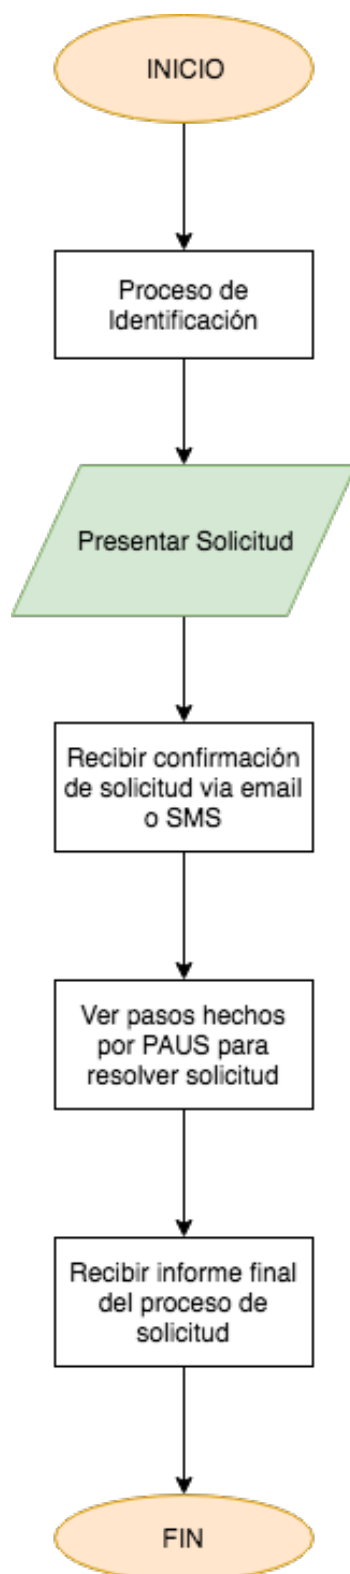 INICIO
Proceso de
Identificación
Presentar Solicitud
Recibir confirmación
de solicitud via email
o SMS
Ver pasos hechos
por PAUS para
resolver solicitud
Recibir informe final
del proceso de
solicitud
FIN